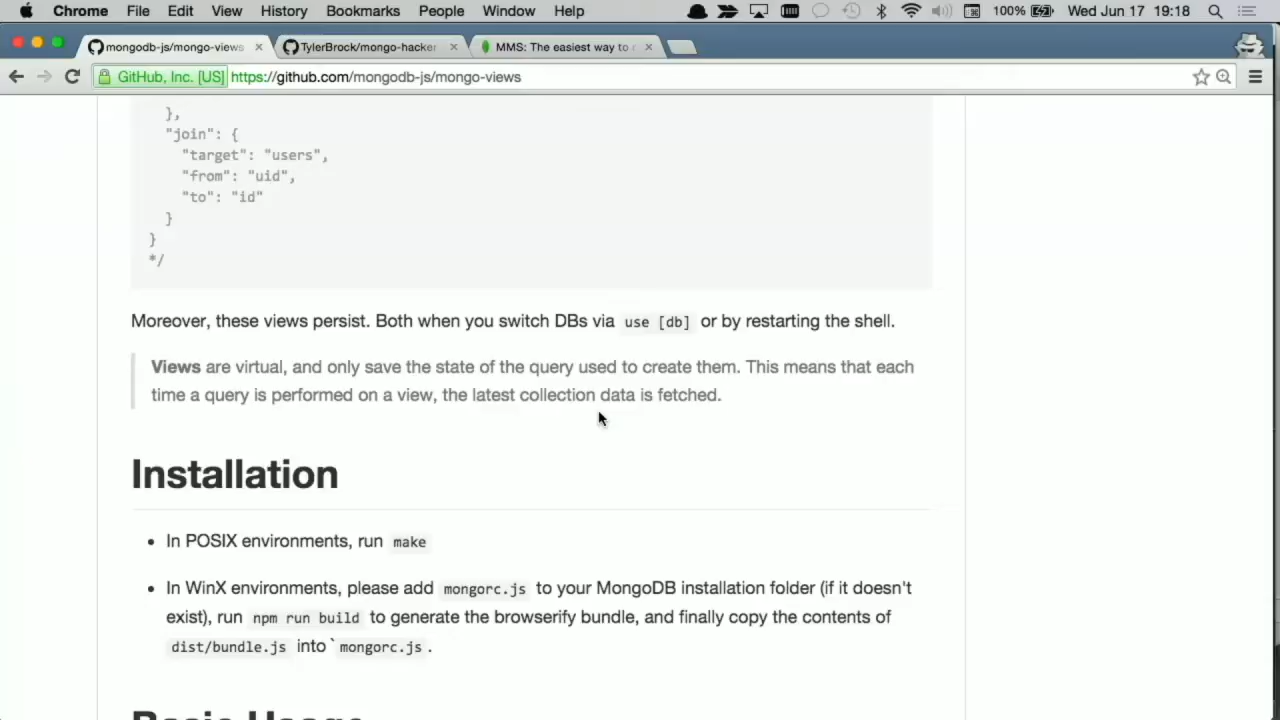 Chrome File Edit View History Bookmarks People Window Help 100% Wed Jun 17 19:18
mongodb-js/mongo-views TylerBrock/mongo-hacker MMS: The easiest way to
GitHub, Inc. [US] https://github.com/mongodb-js/mongo-views
},
"join": {
"target": "users",
"from": "uid",
"to": "id"
}
}
*/
Moreover, these views persist. Both when you switch DBs via use [db] or by restarting the shell.
Views are virtual, and only save the state of the query used to create them. This means that each
time a query is performed on a view, the latest collection data is fetched.
Installation
• In POSIX environments, run make
• In WinX environments, please add mongorc.js to your MongoDB installation folder (if it doesn't
exist), run npm run build to generate the browserify bundle, and finally copy the contents of
dist/bundle.js into `mongorc.js.
Basic Usage